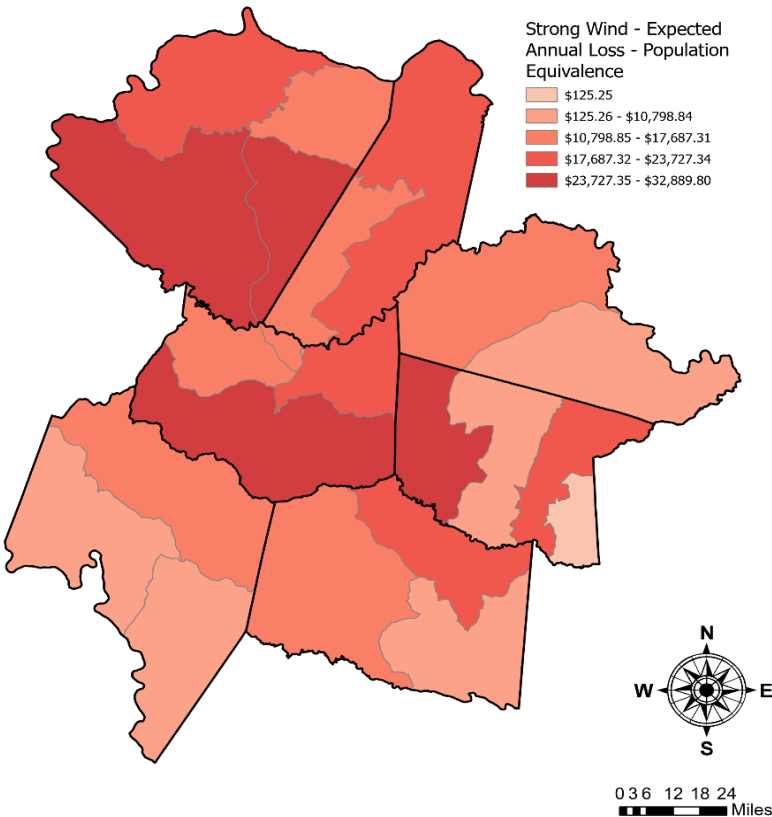 Strong Wind - Expected
Annual Loss - Population
Equivalence
$125.25
$125.26 - $10,798.84
$10,798.85 - $17,687.31
$17,687.32 - $23,727.34
$23,727.35 - $32,889.80
N
W E
S
0 3 6 12 18 24
Miles